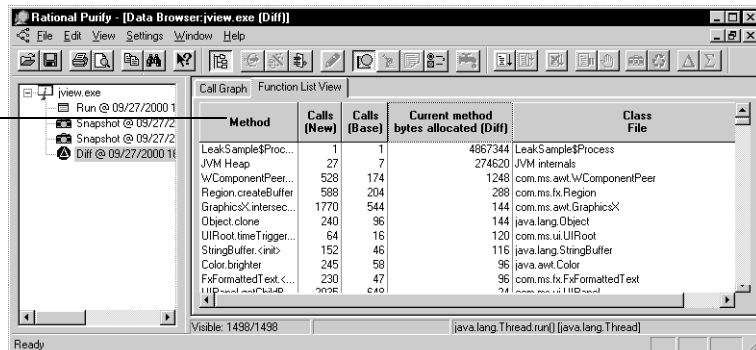 Rational Purify - [Data Browser:jview.exe (Diff)]
File Edit View Settings Window Help
jview.exe
Run @ 09/27/2000 1
Snapshot @ 09/27/2
Snapshot @ 09/27/2
Diff @ 09/27/2000 16
Call Graph Function List View
Method Calls (New) Calls (Base) Current method bytes allocated (Diff) Class File
LeakSample$Proc... 1 1 4867344 LeakSample$Process
JVM Heap 27 7 274620 JVM internals
WComponentPeer... 528 174 1248 com.ms.awt.WComponentPeer
Region.createBuffer 588 204 288 com.ms.fx.Region
GraphicsX.intersec... 1770 544 144 com.ms.awt.GraphicsX
Object.clone 240 96 144 java.lang.Object
UIRoot.timeTrigger... 64 16 120 com.ms.ui.UIRoot
StringBuffer.<init> 152 46 116 java.lang.StringBuffer
Color.brighter 245 58 96 java.awt.Color
FxFormattedText.<... 230 47 96 com.ms.fx.FxFormattedText
Visible: 1498/1498 java.lang.Thread.run() [java.lang.Thread]
Ready